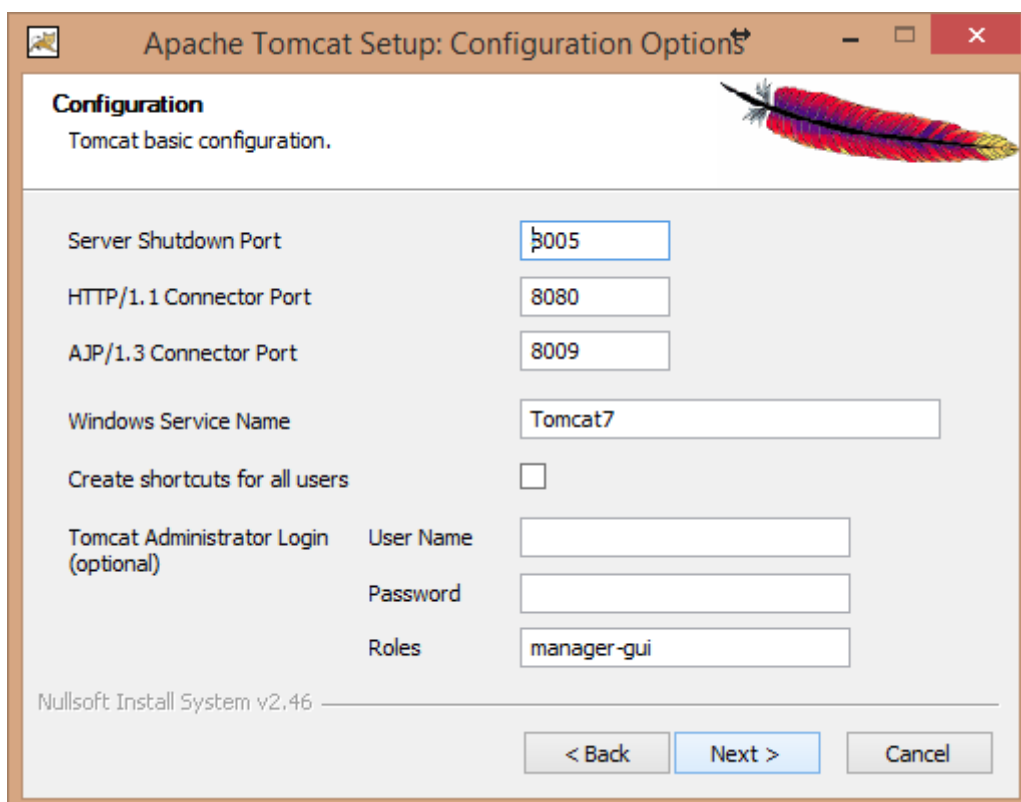 Apache Tomcat Setup: Configuration Options
Configuration
Tomcat basic configuration.
Server Shutdown Port 8005
HTTP/1.1 Connector Port 8080
AJP/1.3 Connector Port 8009
Windows Service Name Tomcat7
Create shortcuts for all users
Tomcat Administrator Login User Name
(optional)
Password
Roles manager-gui
Nullsoft Install System v2.46
< Back Next > Cancel